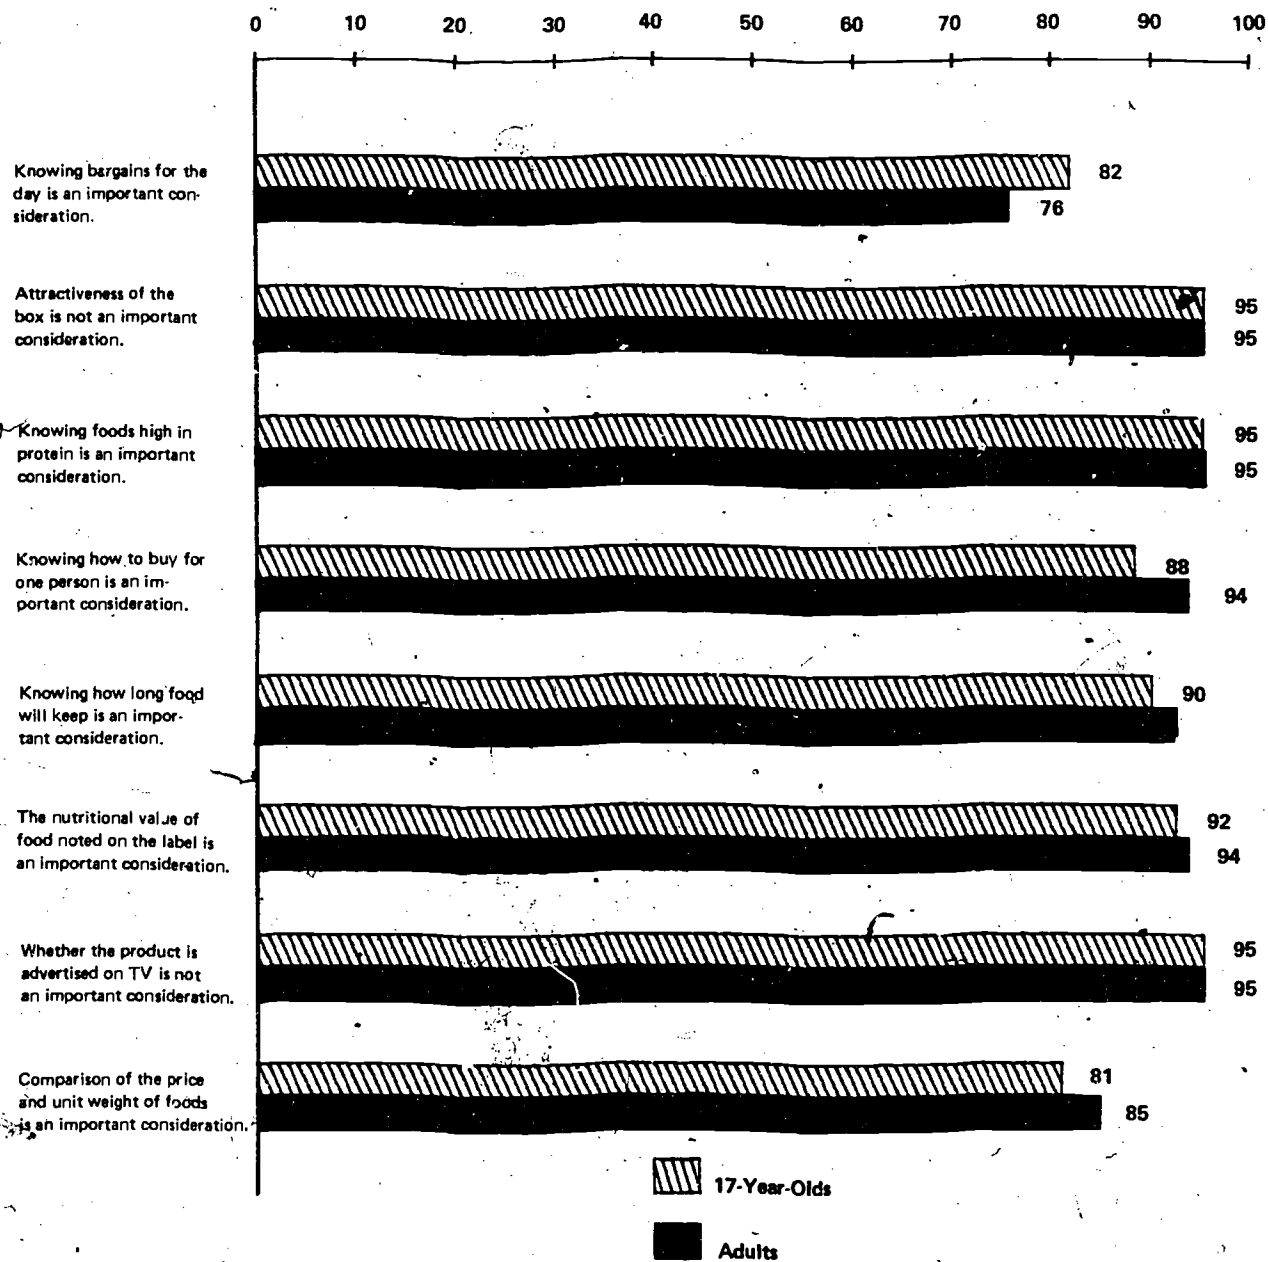 0 10 20 30 40 50 60 70 80 90 100
Knowing bargains for the
day is an important con-
sideration.
82
76
Attractiveness of the
box is not an important
consideration.
95
95
Knowing foods high in
protein is an important
consideration.
95
95
Knowing how to buy for
one person is an im-
portant consideration.
88
94
Knowing how long food
will keep is an impor-
tant consideration.
90
The nutritional value of
food noted on the label is
an important consideration.
92
94
Whether the product is
advertised on TV is not
an important consideration.
95
95
Comparison of the price
and unit weight of foods
is an important consideration.
81
85
17-Year-Olds
Adults